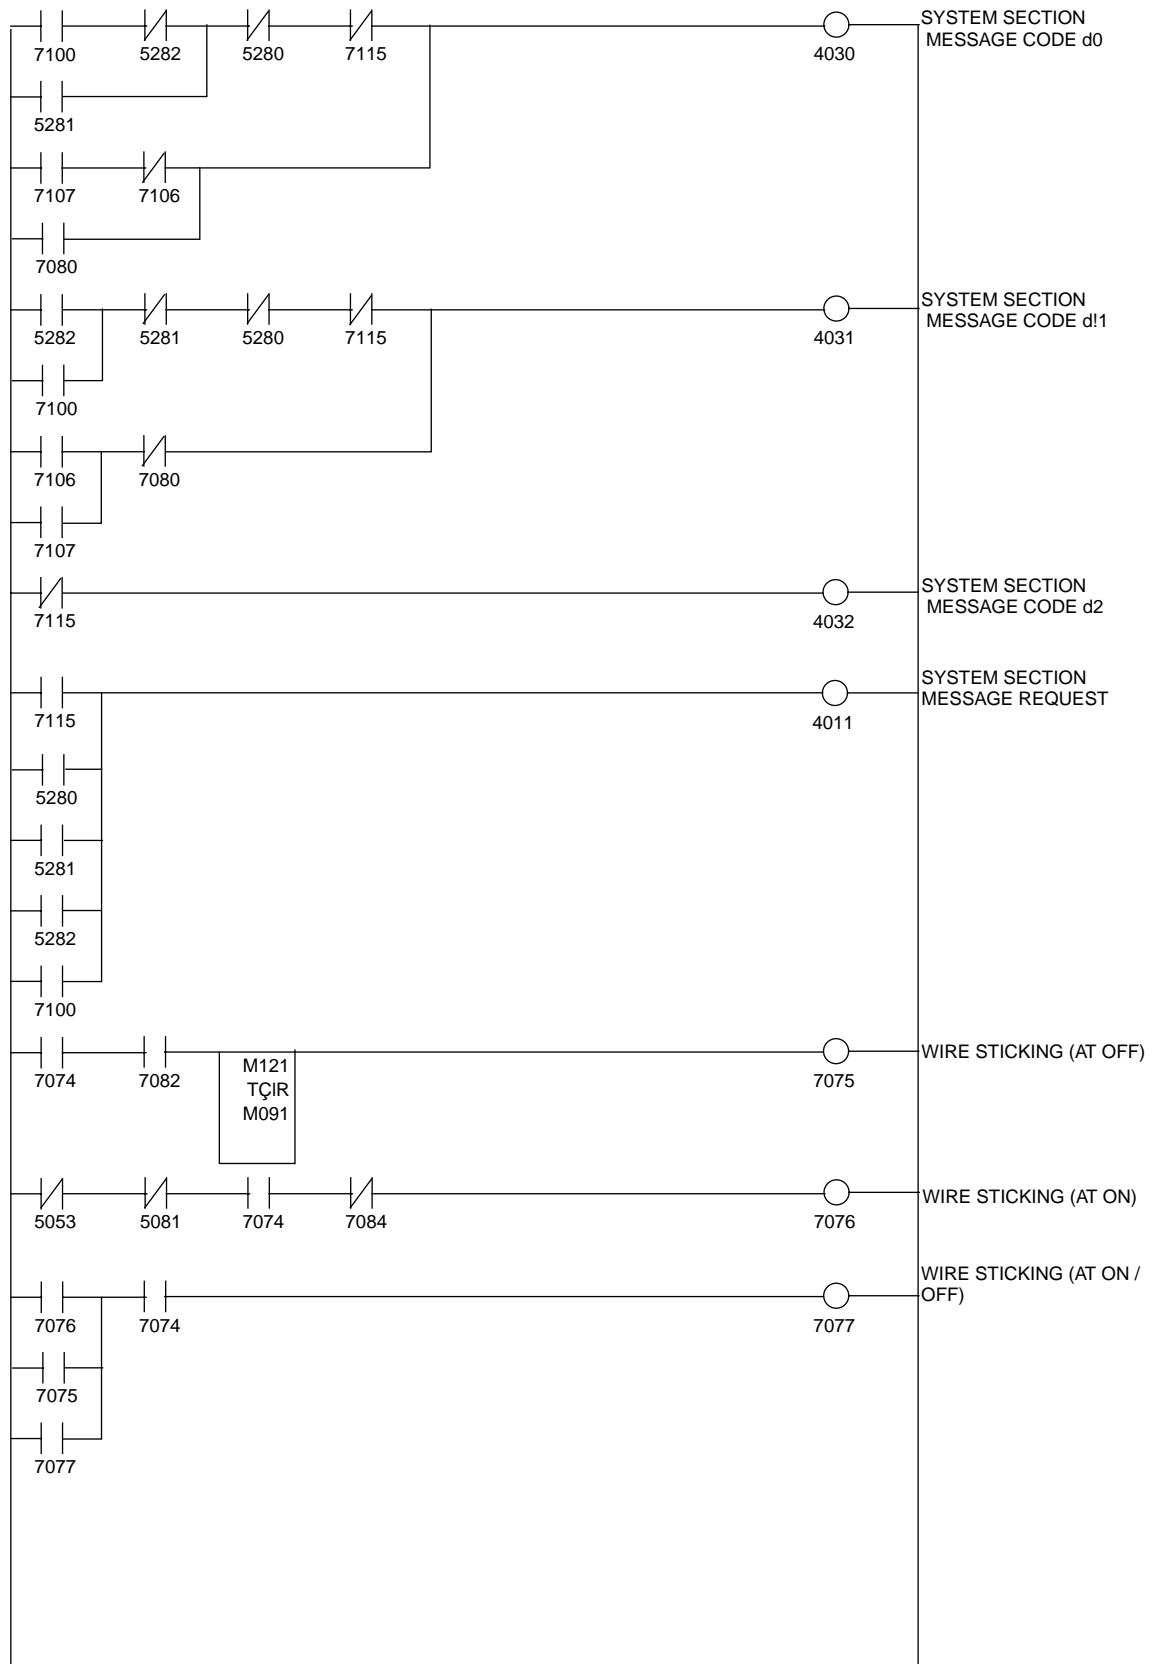 SYSTEM SECTION
MESSAGE CODE d0
7100 5282 5280 7115 4030
5281
7107 7106
7080
SYSTEM SECTION
MESSAGE CODE d!1
5282 5281 5280 7115 4031
7100
7106 7080
7107
SYSTEM SECTION
MESSAGE CODE d2
7115 4032
SYSTEM SECTION
MESSAGE REQUEST
7115 4011
5280
5281
5282
7100
WIRE STICKING (AT OFF)
7074 7082 7075
M121
TÇIR
M091
WIRE STICKING (AT ON)
5053 5081 7074 7084 7076
WIRE STICKING (AT ON /
OFF)
7076 7074 7077
7075
7077